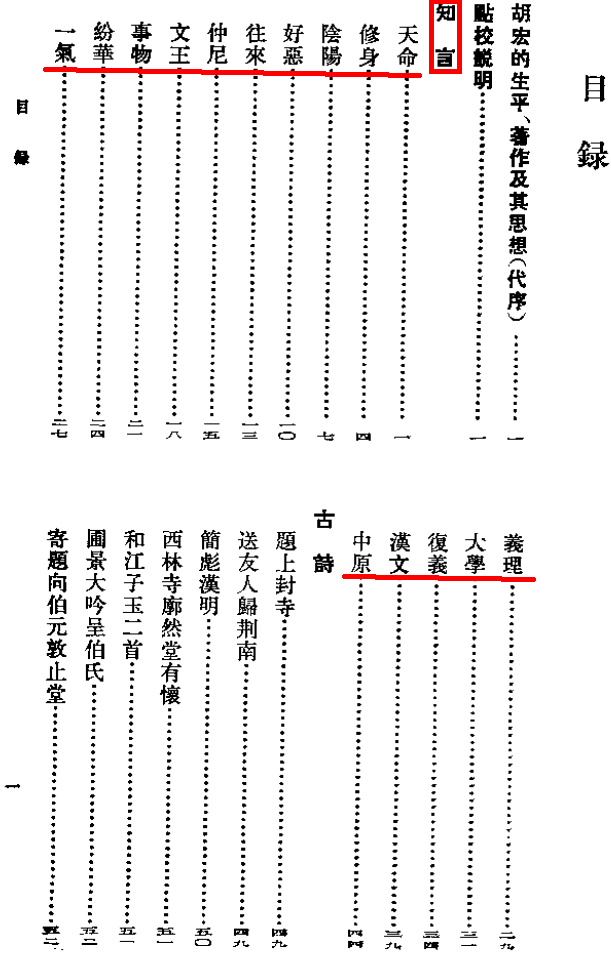 目録
胡宏的生平、著作及其思想(代序)……一
點校説明……一
知言
天命……一
修身……四
陰陽……七
好惡……一〇
往來……一三
仲尼……一五
文王……一八
事物……二一
紛華……二四
一氣……二七
目録
義理……二九
大學……三一
復義……三四
漢文……三九
中原……四四
古詩
題上封寺……四九
送友人歸荆南……四九
簡彪漢明……五〇
西林寺廓然堂有懷……五一
和江子玉二首……五一
圃景大吟呈伯氏……五二
寄題向伯元敦止堂……五二
一